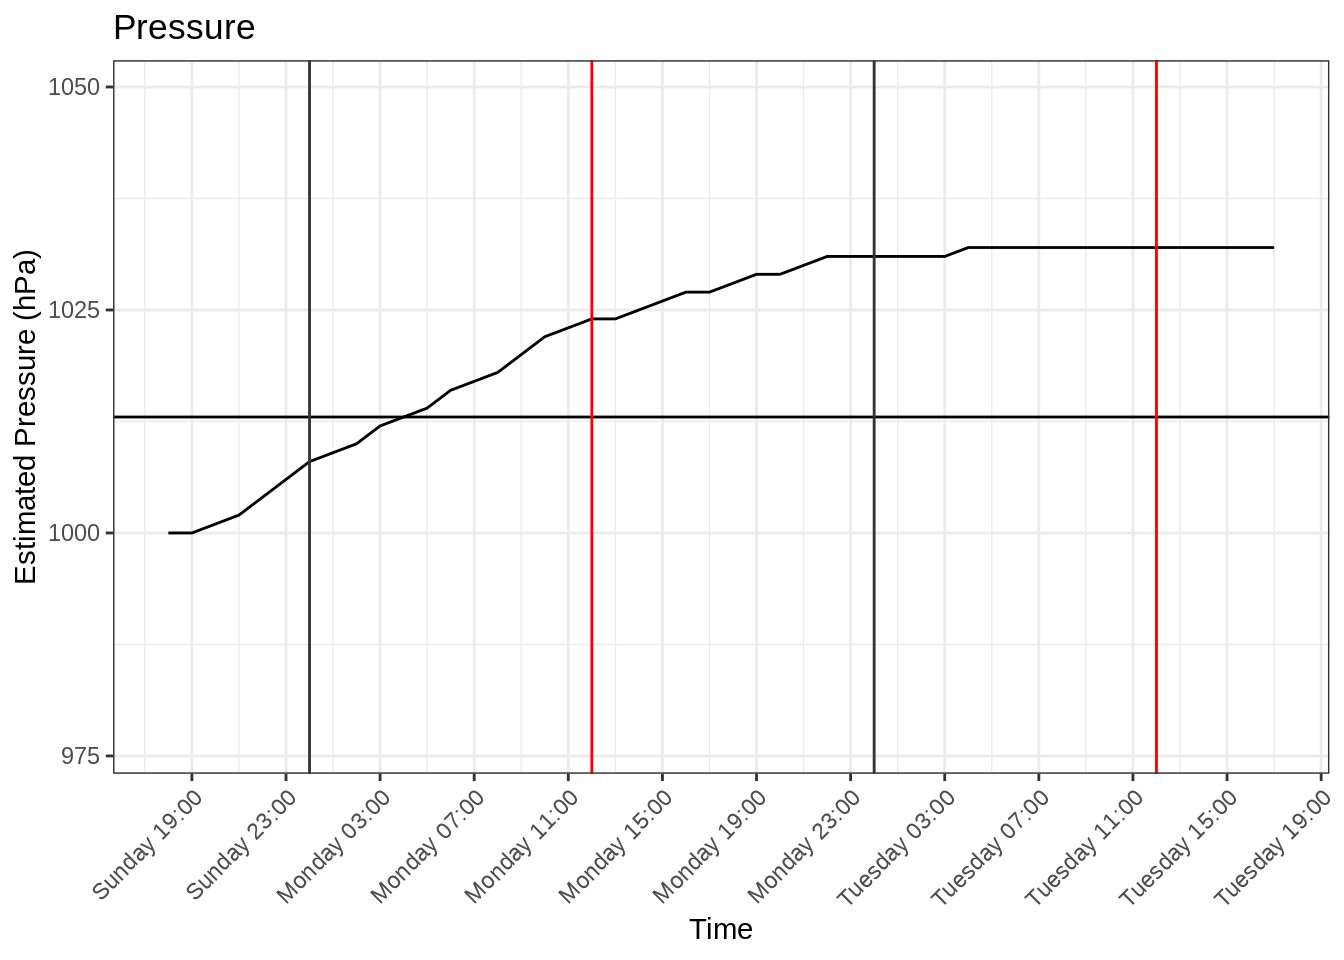 Pressure
Estimated Pressure (hPa)
1050
1025
1000
975
Sunday 19:00
Sunday 23:00
Monday 03:00
Monday 07:00
Monday 11:00
Monday 15:00
Monday 19:00
Monday 23:00
Tuesday 03:00
Tuesday 07:00
Tuesday 11:00
Tuesday 15:00
Tuesday 19:00
Time